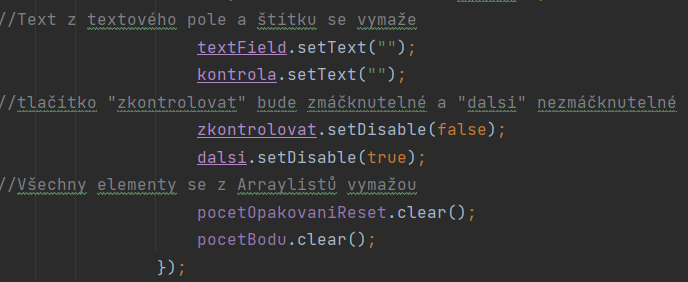 //Text z textového pole a štítku se vymaže
textField.setText("");
kontrola.setText("");
//tlačítko "zkontrolovat" bude zmáčknutelné a "dalsi" nezmáčknutelné
zkontrolovat.setDisable(false);
dalsi.setDisable(true);
//Všechny elementy se z Arraylistů vymažou
pocetOpakovaniReset.clear();
pocetBodu.clear();
});